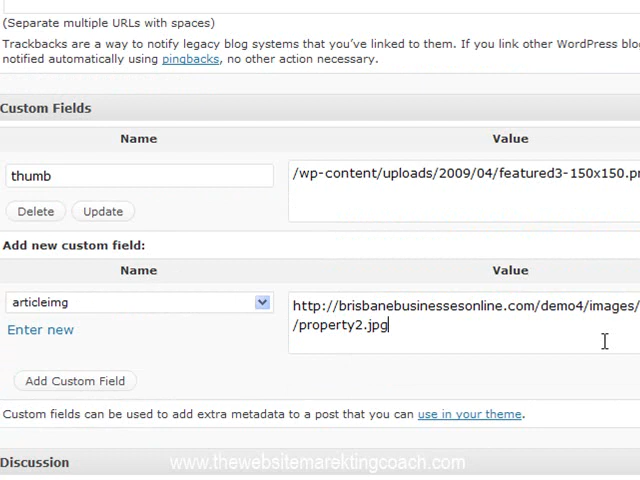 (Separate multiple URLs with spaces)
Trackbacks are a way to notify legacy blog systems that you've linked to them. If you link other WordPress blog
notified automatically using pingbacks, no other action necessary.
Custom Fields
Name Value
thumb /wp-content/uploads/2009/04/featured3-150x150.pn
Delete Update
Add new custom field:
Name Value
articleimg http://brisbanebusinessesonline.com/demo4/images/
/property2.jpg
Enter new
Add Custom Field
Custom fields can be used to add extra metadata to a post that you can use in your theme.
Discussion
www.thewebsitemarektingcoach.com